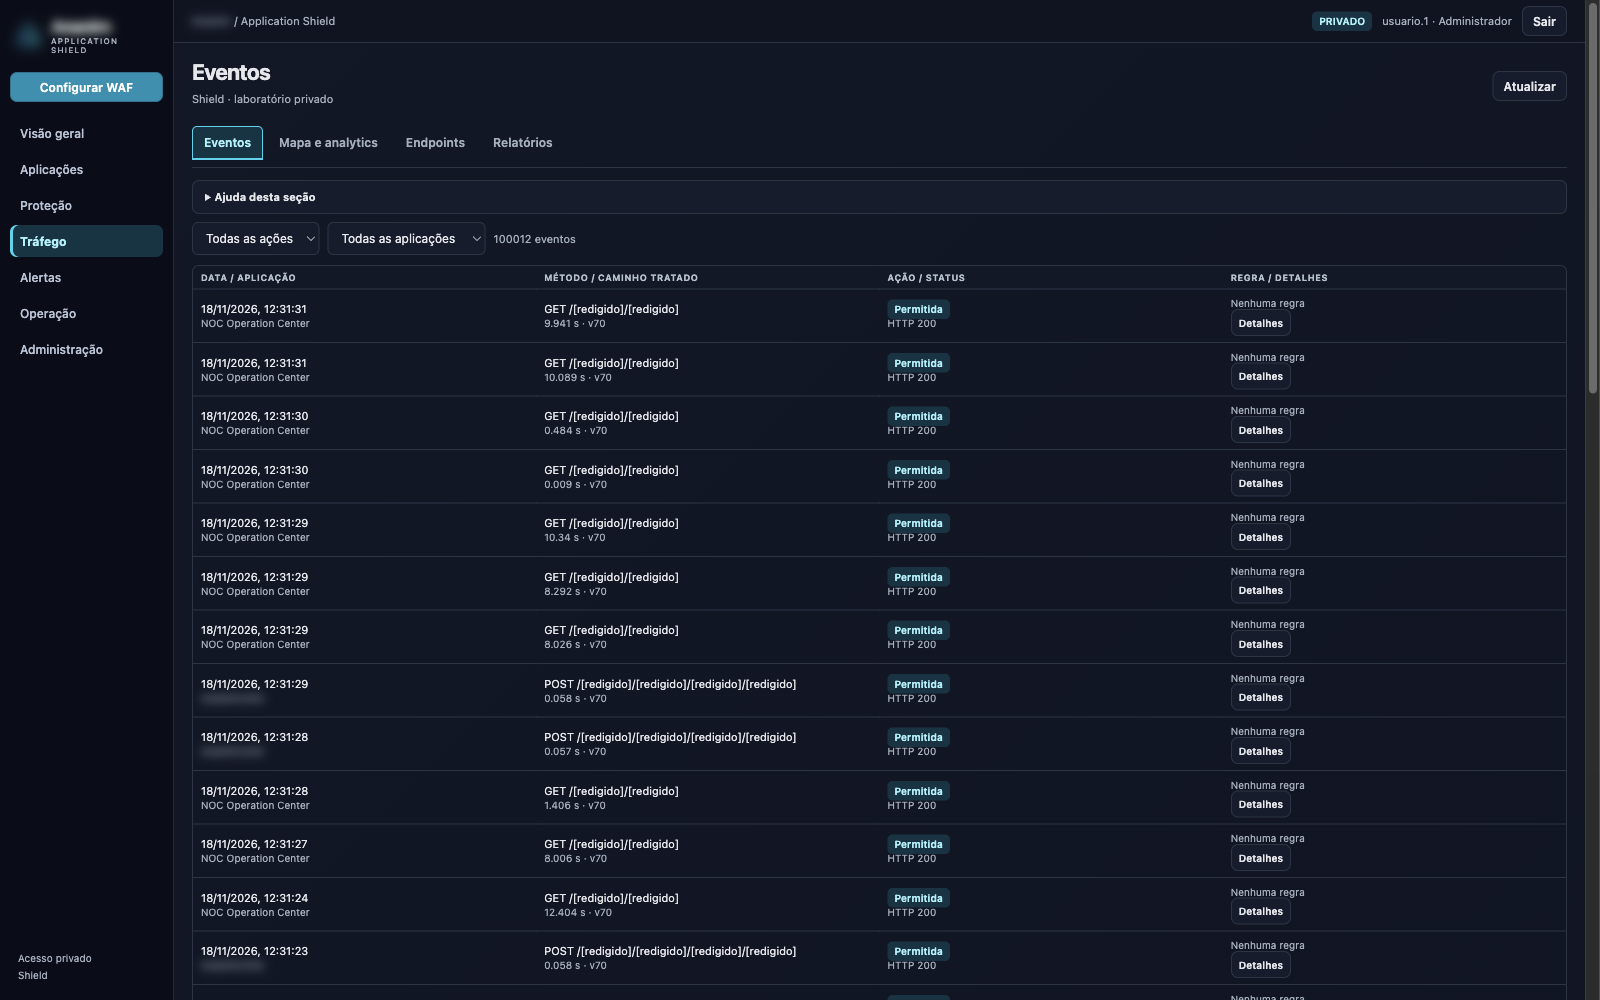 APPLICATION
SHIELD
Configurar WAF
Visão geral
Aplicações
Proteção
Tráfego
Alertas
Operação
Administração
Acesso privado
Shield
/ Application Shield
PRIVADO
usuario.1 · Administrador
Sair
Eventos
Shield · laboratório privado
Atualizar
Eventos
Mapa e analytics
Endpoints
Relatórios
Ajuda desta seção
Todas as ações
Todas as aplicações
100012 eventos
DATA / APLICAÇÃO
MÉTODO / CAMINHO TRATADO
AÇÃO / STATUS
REGRA / DETALHES
18/11/2026, 12:31:31
NOC Operation Center
GET /[redigido]/[redigido]
9.941 s · v70
Permitida
HTTP 200
Nenhuma regra
Detalhes
18/11/2026, 12:31:31
NOC Operation Center
GET /[redigido]/[redigido]
10.089 s · v70
Permitida
HTTP 200
Nenhuma regra
Detalhes
18/11/2026, 12:31:30
NOC Operation Center
GET /[redigido]/[redigido]
0.484 s · v70
Permitida
HTTP 200
Nenhuma regra
Detalhes
18/11/2026, 12:31:30
NOC Operation Center
GET /[redigido]/[redigido]
0.009 s · v70
Permitida
HTTP 200
Nenhuma regra
Detalhes
18/11/2026, 12:31:29
NOC Operation Center
GET /[redigido]/[redigido]
10.34 s · v70
Permitida
HTTP 200
Nenhuma regra
Detalhes
18/11/2026, 12:31:29
NOC Operation Center
GET /[redigido]/[redigido]
8.292 s · v70
Permitida
HTTP 200
Nenhuma regra
Detalhes
18/11/2026, 12:31:29
NOC Operation Center
GET /[redigido]/[redigido]
8.026 s · v70
Permitida
HTTP 200
Nenhuma regra
Detalhes
18/11/2026, 12:31:29
POST /[redigido]/[redigido]/[redigido]/[redigido]
0.058 s · v70
Permitida
HTTP 200
Nenhuma regra
Detalhes
18/11/2026, 12:31:28
POST /[redigido]/[redigido]/[redigido]/[redigido]
0.057 s · v70
Permitida
HTTP 200
Nenhuma regra
Detalhes
18/11/2026, 12:31:28
NOC Operation Center
GET /[redigido]/[redigido]
1.406 s · v70
Permitida
HTTP 200
Nenhuma regra
Detalhes
18/11/2026, 12:31:27
NOC Operation Center
GET /[redigido]/[redigido]
8.006 s · v70
Permitida
HTTP 200
Nenhuma regra
Detalhes
18/11/2026, 12:31:24
NOC Operation Center
GET /[redigido]/[redigido]
12.404 s · v70
Permitida
HTTP 200
Nenhuma regra
Detalhes
18/11/2026, 12:31:23
POST /[redigido]/[redigido]/[redigido]/[redigido]
0.058 s · v70
Permitida
HTTP 200
Nenhuma regra
Detalhes
Nenhuma regra